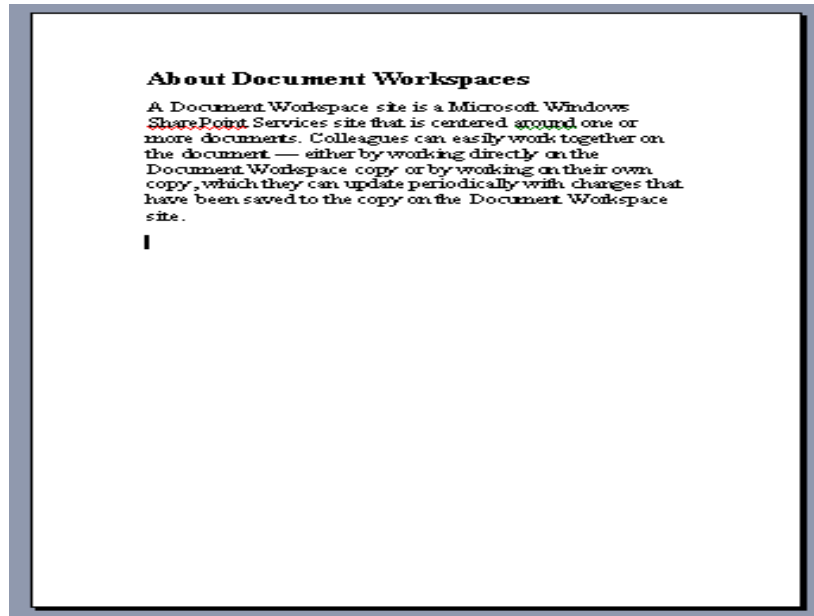 About Document Workspaces
A Document Workspace site is a Microsoft Windows
SharePoint Services site that is centered around one or
more documents. Colleagues can easily work together on
the document — either by working directly on the
Document Workspace copy or by working on their own
copy, which they can update periodically with changes that
have been saved to the copy on the Document Workspace
site.